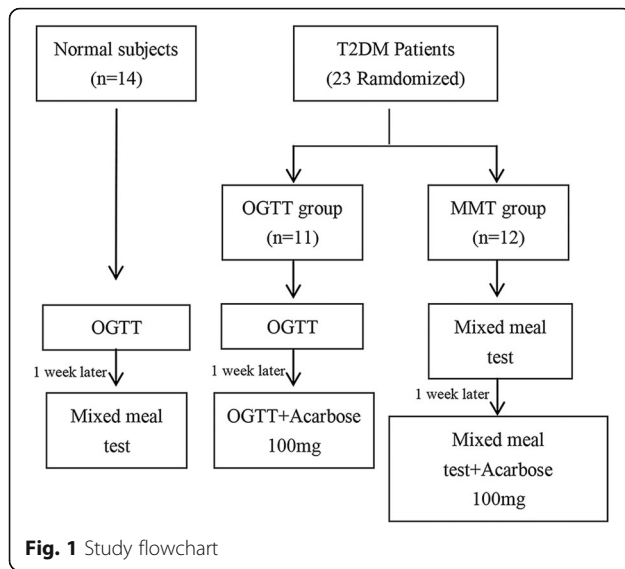 Normal subjects
(n=14)
T2DM Patients
(23 Ramdomized)
OGTT group
(n=11)
MMT group
(n=12)
OGTT
OGTT
Mixed meal
test
1 week later
1 week later
1 week later
Mixed meal
test
OGTT+Acarbose
100mg
Mixed meal
test+Acarbose
100mg
Fig. 1 Study flowchart